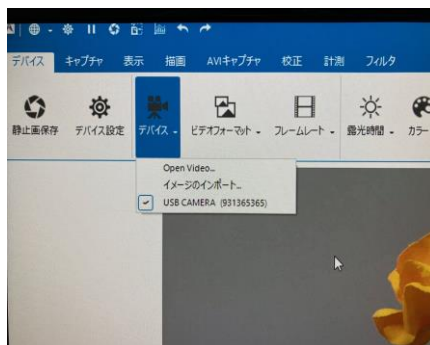 デバイス キャプチャ 表示 描画 AVIキャプチャ 校正 計測 フィルタ
静止画保存 デバイス設定 デバイス ビデオフォーマット フレームレート 露光時間 カラー
Open Video...
イメージのインポート...
USB CAMERA (931365365)